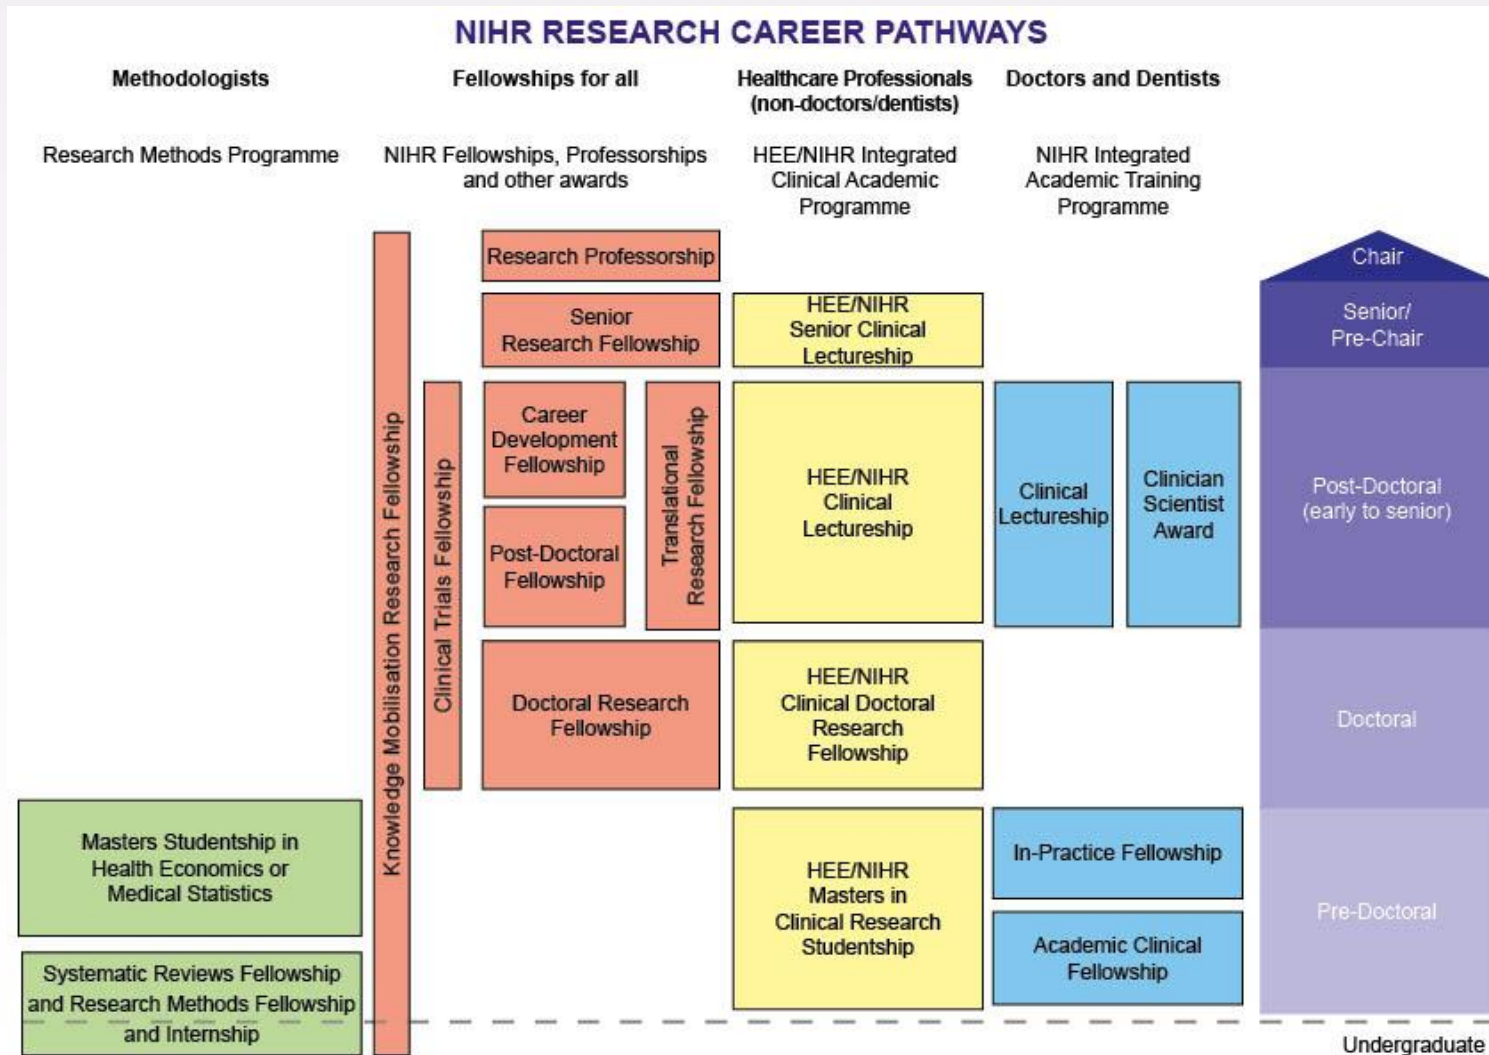 NIHR RESEARCH CAREER PATHWAYS
Methodologists
Fellowships for all
Healthcare Professionals
(non-doctors/dentists)
Doctors and Dentists
Research Methods Programme
NIHR Fellowships, Professorships
and other awards
HEE/NIHR Integrated
Clinical Academic
Programme
NIHR Integrated
Academic Training
Programme
Knowledge Mobilisation Research Fellowship
Clinical Trials Fellowship
Research Professorship
Senior
Research Fellowship
Career
Development
Fellowship
Translational
Research Fellowship
Post-Doctoral
Fellowship
Doctoral Research
Fellowship
HEE/NIHR
Senior Clinical
Lectureship
HEE/NIHR
Clinical
Lectureship
HEE/NIHR
Clinical Doctoral
Research
Fellowship
HEE/NIHR
Masters in
Clinical Research
Studentship
Clinical
Lectureship
Clinician
Scientist
Award
In-Practice Fellowship
Academic Clinical
Fellowship
Masters Studentship in
Health Economics or
Medical Statistics
Systematic Reviews Fellowship
and Research Methods Fellowship
and Internship
Chair
Senior/
Pre-Chair
Post-Doctoral
(early to senior)
Doctoral
Pre-Doctoral
Undergraduate